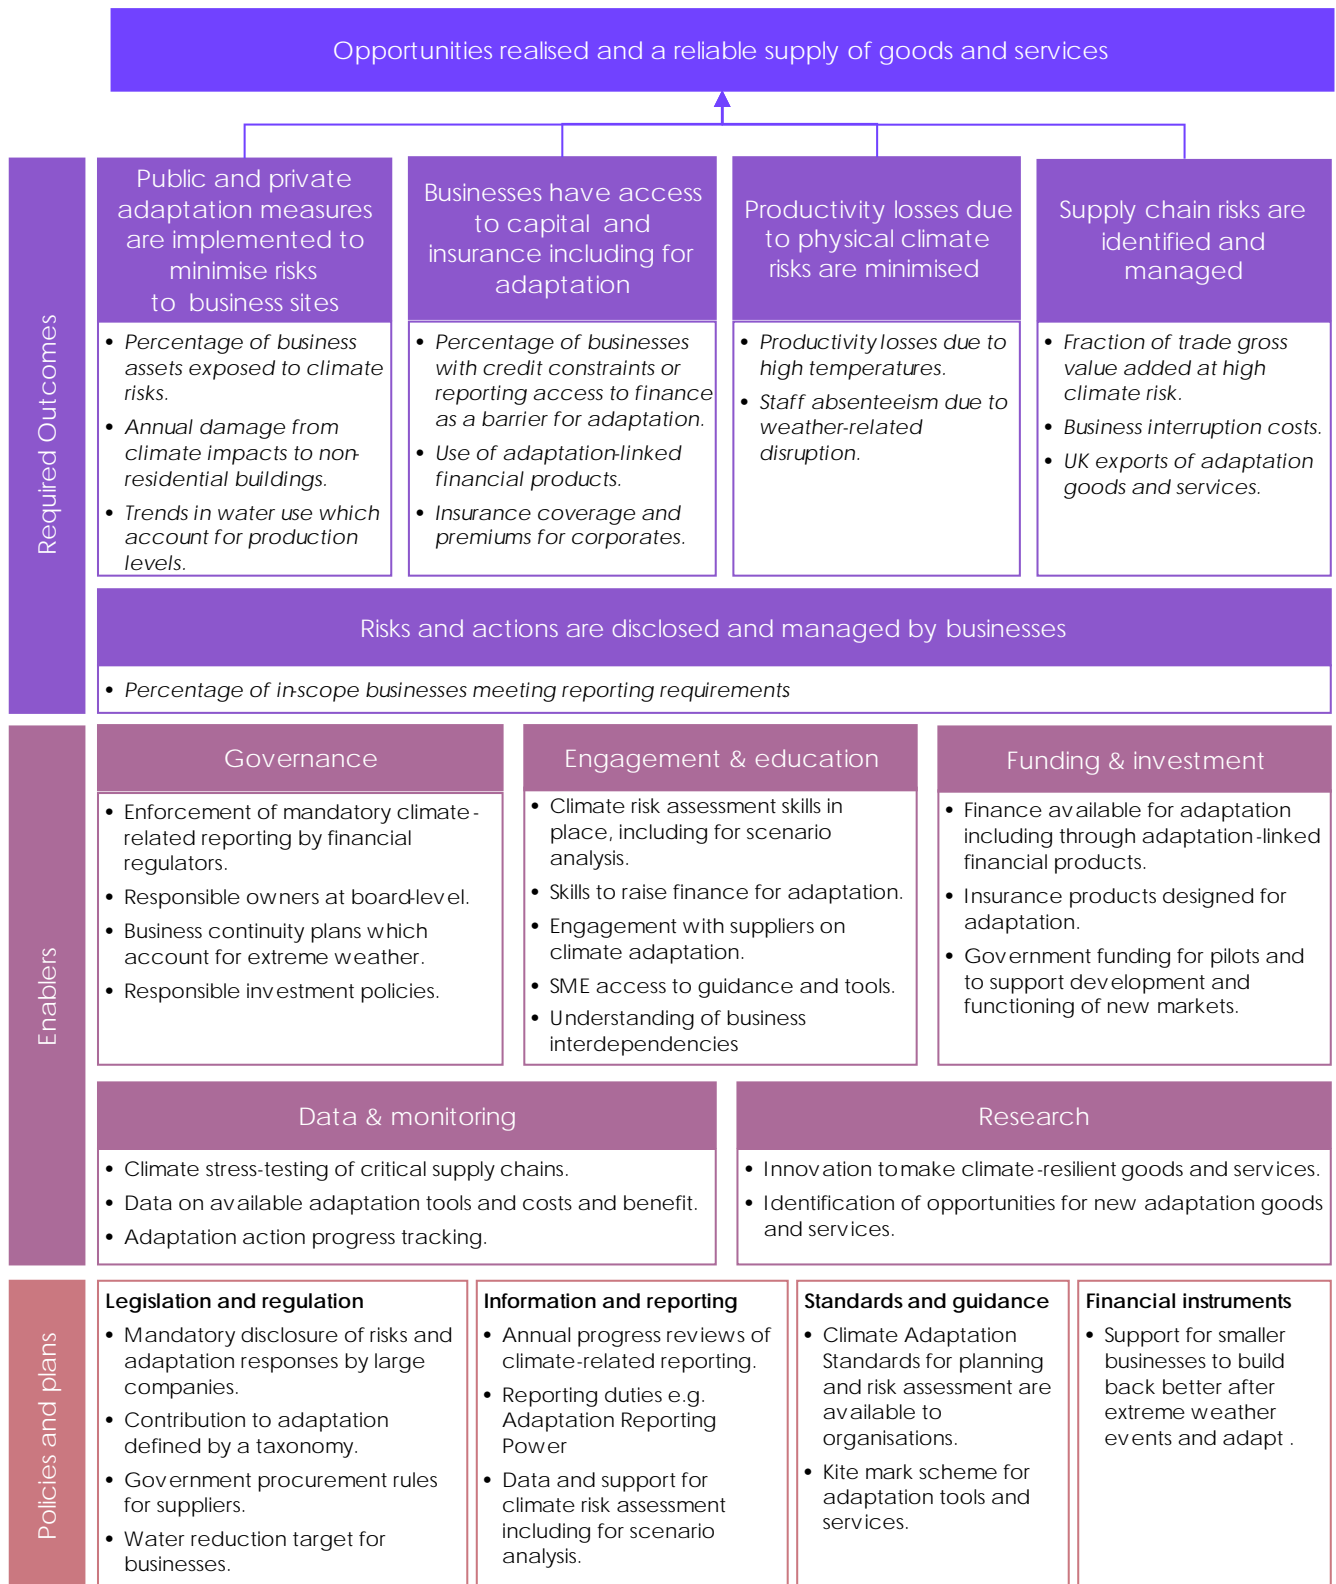 Opportunities realised and a reliable supply of goods and services
Required Outcomes
Public and private
adaptation measures
are implemented to
minimise risks
to business sites
• Percentage of business
assets exposed to climate
risks.
• Annual damage from
climate impacts to non-
residential buildings.
• Trends in water use which
account for production
levels.
Businesses have access
to capital and
insurance including for
adaptation
• Percentage of businesses
with credit constraints or
reporting access to finance
as a barrier for adaptation.
• Use of adaptation-linked
financial products.
• Insurance coverage and
premiums for corporates.
Productivity losses due
to physical climate
risks are minimised
• Productivity losses due to
high temperatures.
• Staff absenteeism due to
weather-related
disruption.
Supply chain risks are
identified and
managed
• Fraction of trade gross
value added at high
climate risk.
• Business interruption costs.
• UK exports of adaptation
goods and services.
Risks and actions are disclosed and managed by businesses
• Percentage of in-scope businesses meeting reporting requirements
Enablers
Governance
• Enforcement of mandatory climate-
related reporting by financial
regulators.
• Responsible owners at board-level.
• Business continuity plans which
account for extreme weather.
• Responsible investment policies.
Engagement & education
• Climate risk assessment skills in
place, including for scenario
analysis.
• Skills to raise finance for adaptation.
• Engagement with suppliers on
climate adaptation.
• SME access to guidance and tools.
• Understanding of business
interdependencies
Funding & investment
• Finance available for adaptation
including through adaptation-linked
financial products.
• Insurance products designed for
adaptation.
• Government funding for pilots and
to support development and
functioning of new markets.
Data & monitoring
• Climate stress-testing of critical supply chains.
• Data on available adaptation tools and costs and benefit.
• Adaptation action progress tracking.
Research
• Innovation to make climate-resilient goods and services.
• Identification of opportunities for new adaptation goods
and services.
Policies and plans
Legislation and regulation
• Mandatory disclosure of risks and
adaptation responses by large
companies.
• Contribution to adaptation
defined by a taxonomy.
• Government procurement rules
for suppliers.
• Water reduction target for
businesses.
Information and reporting
• Annual progress reviews of
climate-related reporting.
• Reporting duties e.g.
Adaptation Reporting
Power
• Data and support for
climate risk assessment
including for scenario
analysis.
Standards and guidance
• Climate Adaptation
Standards for planning
and risk assessment are
available to
organisations.
• Kite mark scheme for
adaptation tools and
services.
Financial instruments
• Support for smaller
businesses to build
back better after
extreme weather
events and adapt .